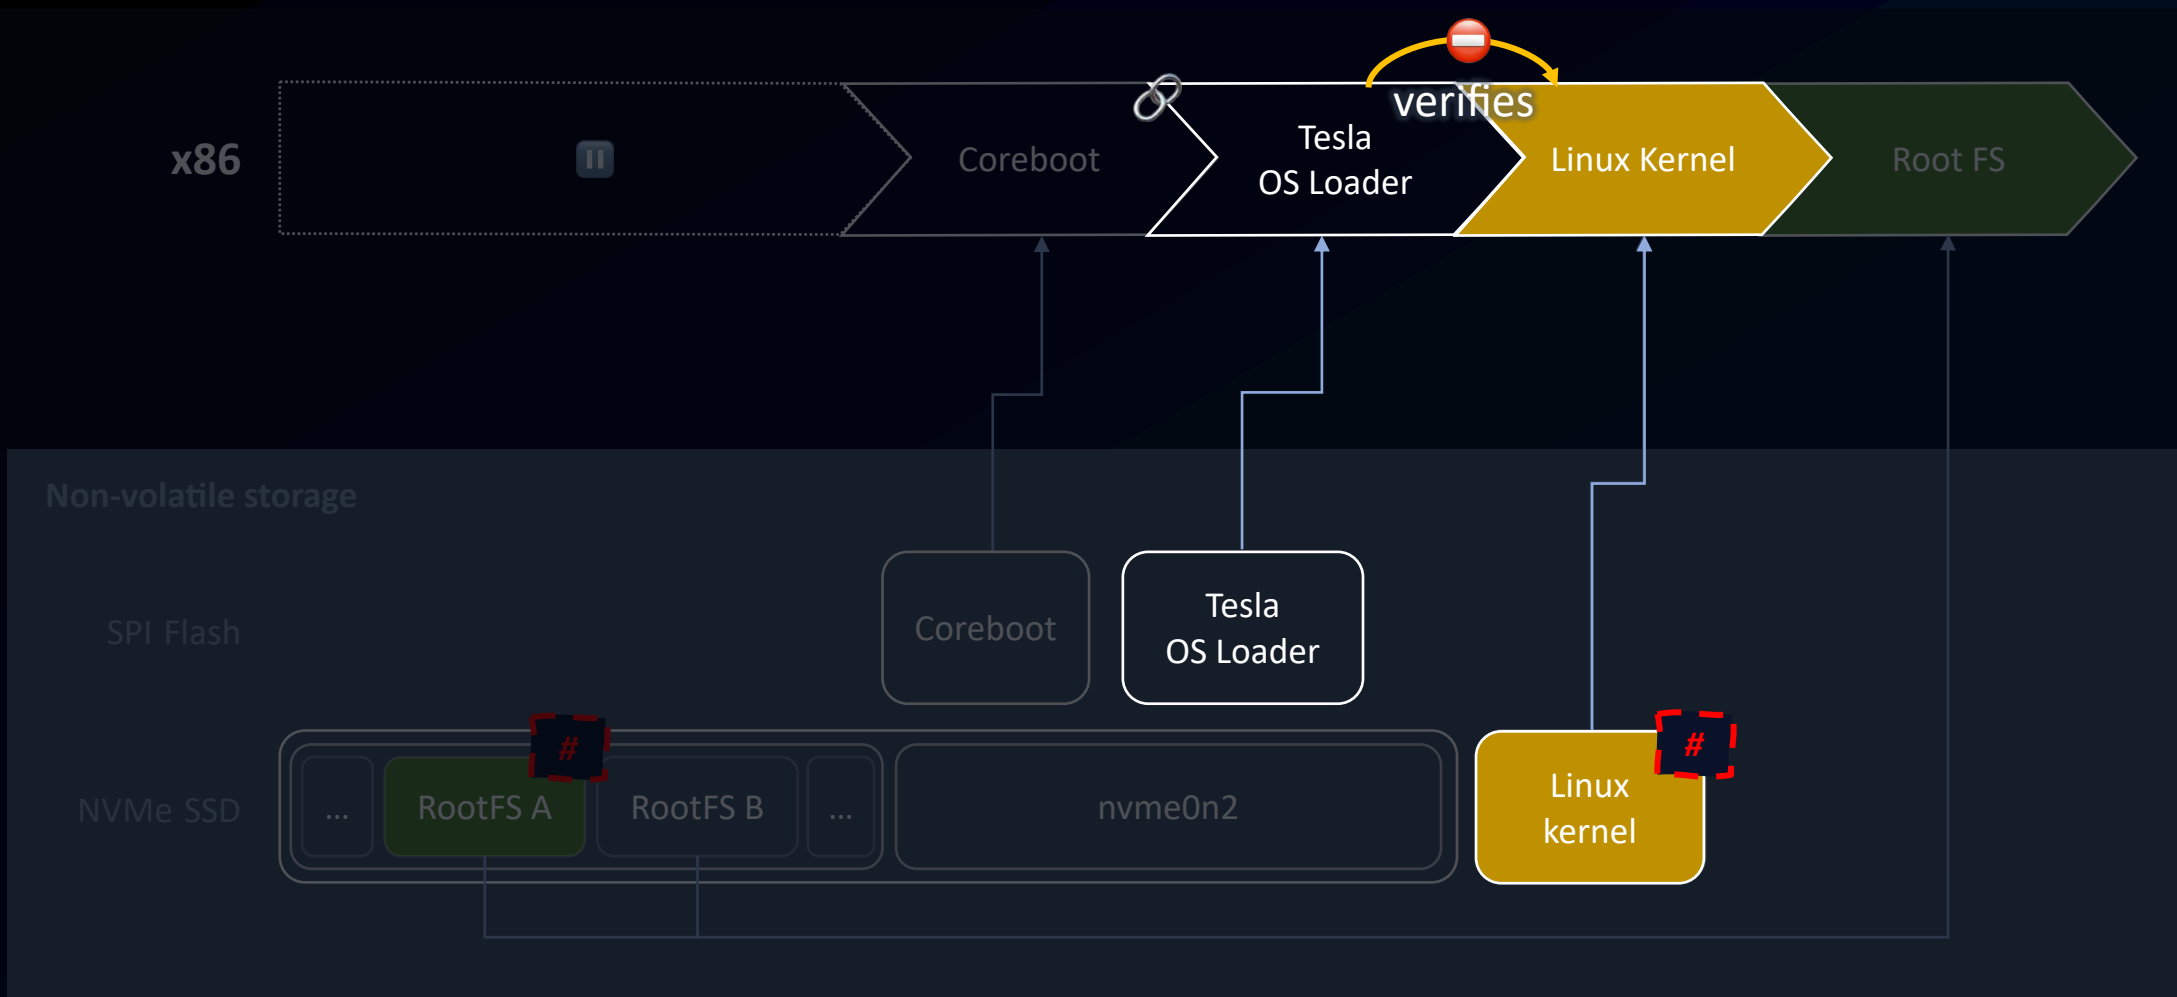 verifies
x86
Coreboot
Tesla
OS Loader
Linux Kernel
Root FS
Non-volatile storage
SPI Flash
Coreboot
Tesla
OS Loader
NVMe SSD
...
RootFS A
#
RootFS B
...
nvme0n2
Linux
kernel
#